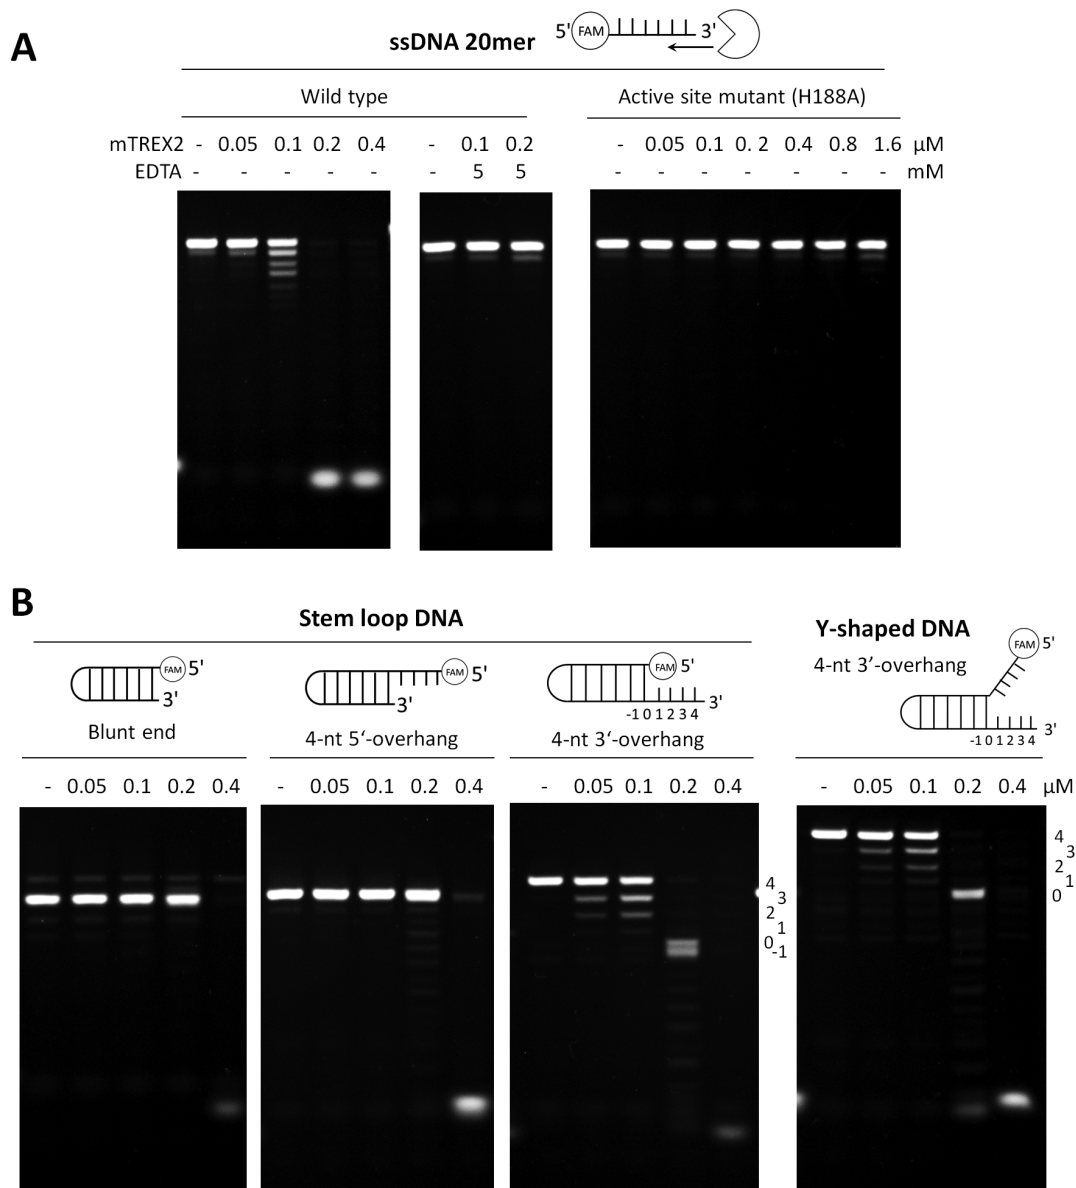 A
ssDNA 20mer 5' FAM 3'
Wild type
Active site mutant (H188A)
mTREX2 - 0.05 0.1 0.2 0.4 - 0.1 0.2 - 0.05 0.1 0. 2 0.4 0.8 1.6 μM
EDTA - - - - - - 5 5 - - - - - - - mM
B
Stem loop DNA
Y-shaped DNA
4-nt 3’-overhang
FAM 5'
FAM 5'
3'
Blunt end
FAM 5'
3'
4-nt 5‘-overhang
FAM 5'
3'
-1 0 1 2 3 4
4-nt 3‘-overhang
3'
-1 0 1 2 3 4
- 0.05 0.1 0.2 0.4 - 0.05 0.1 0.2 0.4 - 0.05 0.1 0.2 0.4 - 0.05 0.1 0.2 0.4 μM
4
3
2
1
0
-1
4
3
2
1
0